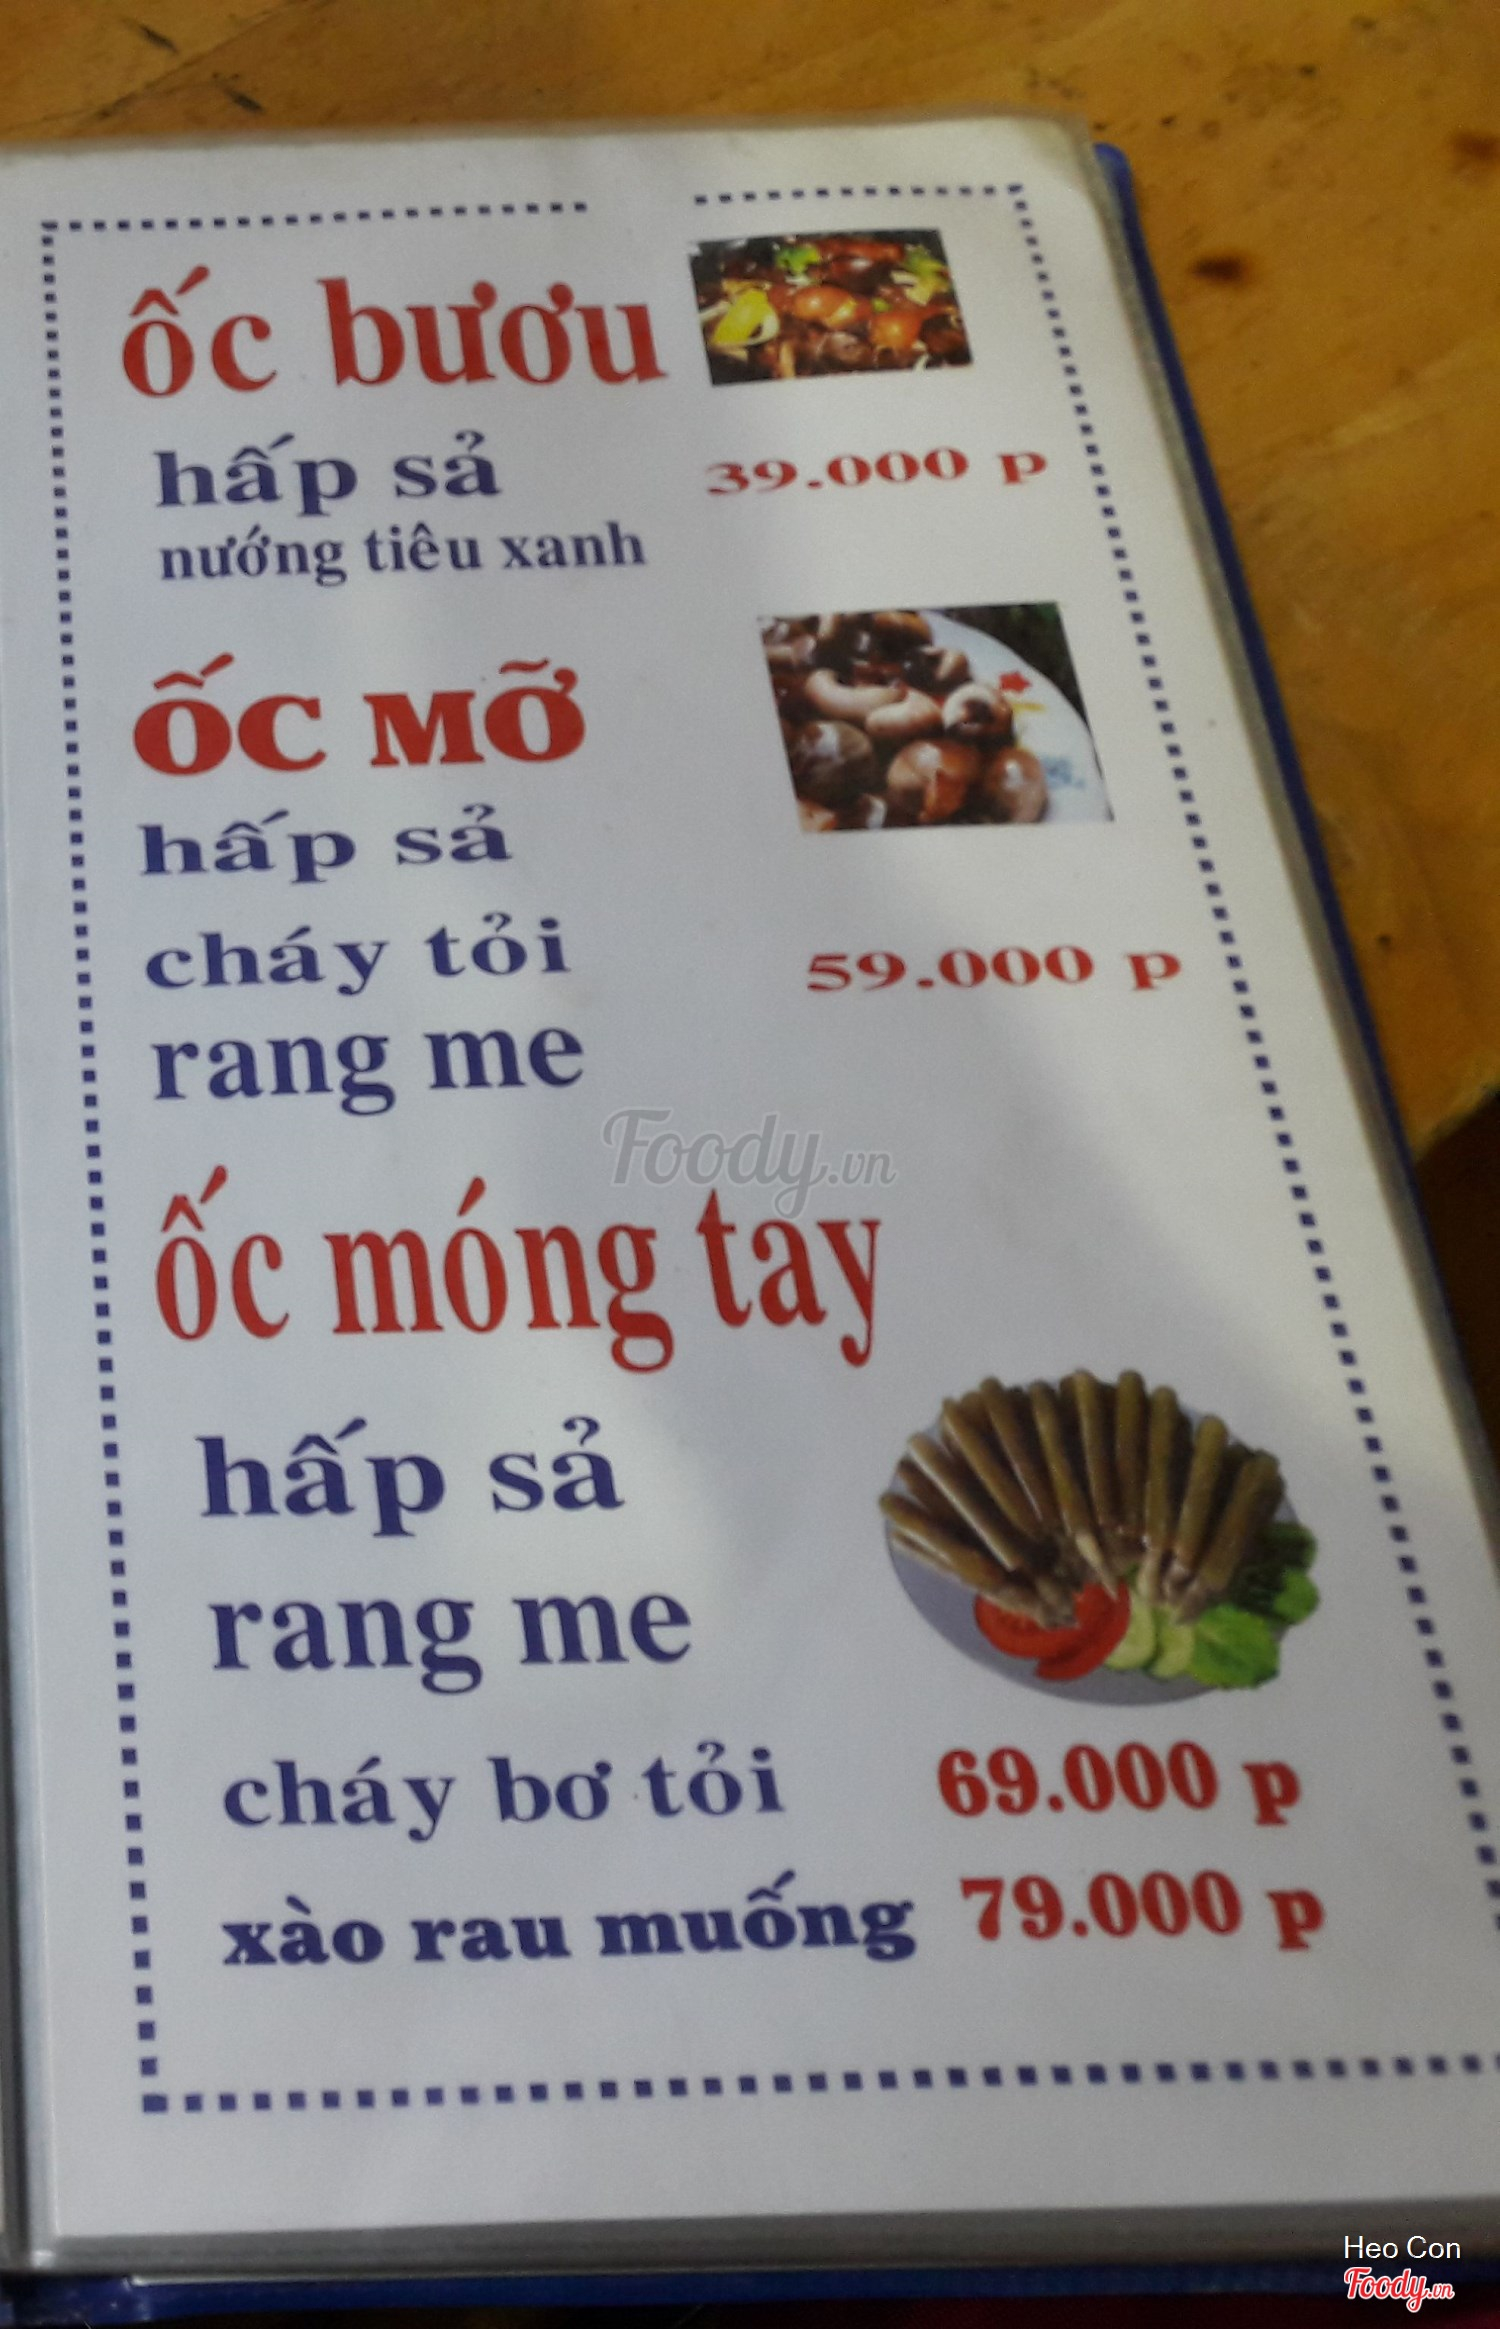 ốc bươu
hấp sả 39.000 p
nướng tiêu xanh
ỐC MỠ
hấp sả
cháy tỏi 59.000 p
rang me
Foody.vn
ốc móng tay
hấp sả
rang me
cháy bơ tỏi 69.000 p
xào rau muống 79.000 p
Heo Con
Foody.vn